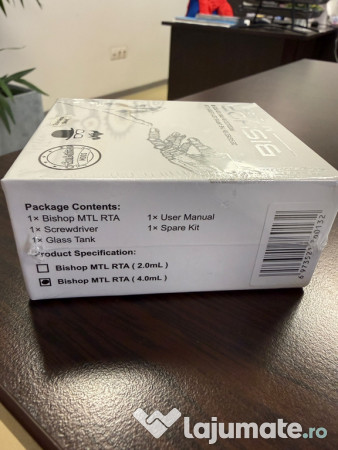 BISHOP
Package Contents:
1× Bishop MTL RTA
1× Screwdriver
1× Glass Tank
1× User Manual
1× Spare Kit
Product Specification:
Bishop MTL RTA ( 2.0mL )
Bishop MTL RTA ( 4.0mL )
lajumate.ro